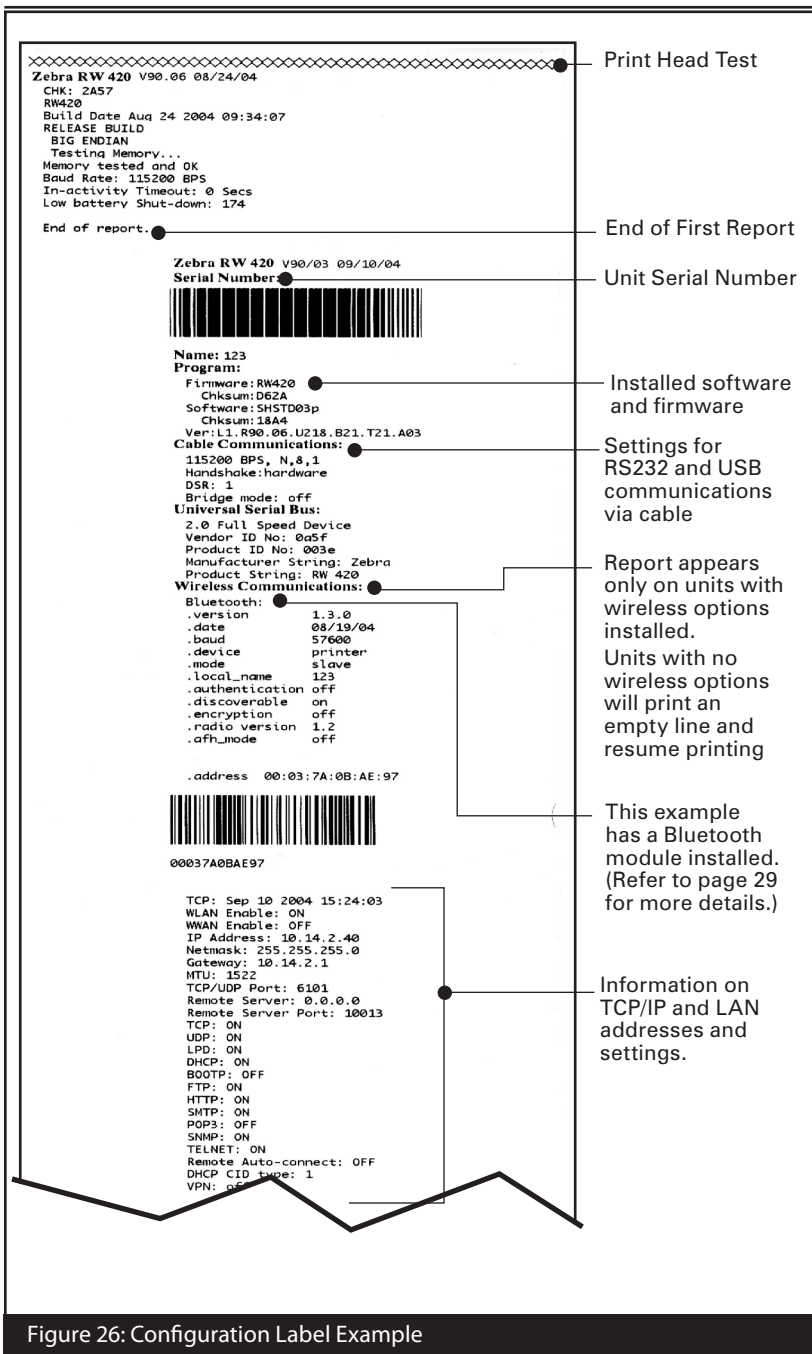 Print Head Test
Zebra RW 420 V90.06 08/24/04
CHK: 2A57
RW420
Build Date Aug 24 2004 09:34:07
RELEASE BUILD
BIG ENDIAN
Testing Memory...
Memory tested and OK
Baud Rate: 115200 BPS
In-activity Timeout: 0 Secs
Low battery Shut-down: 174
End of report.
End of First Report
Zebra RW 420 V90/03 09/10/04
Serial Number:
Unit Serial Number
Name: 123
Program:
Firmware:RW420
Chksum:D62A
Software:SHSTD03p
Chksum:18A4
Ver:L1.R90.06.U218.B21.T21.A03
Installed software
and firmware
Cable Communications:
115200 BPS, N,8,1
Handshake:hardware
DSR: 1
Bridge mode: off
Universal Serial Bus:
2.0 Full Speed Device
Vendor ID No: 0a5f
Product ID No: 003e
Manufacturer String: Zebra
Product String: RW 420
Settings for
RS232 and USB
communications
via cable
Wireless Communications:
Report appears
only on units with
wireless options
installed.
Units with no
wireless options
will print an
empty line and
resume printing
Bluetooth:
.version 1.3.0
.date 08/19/04
.baud 57600
.device printer
.mode slave
.local_name 123
.authentication off
.discoverable on
.encryption off
.radio version 1.2
.afh_mode off
.address 00:03:7A:0B:AE:97
00037A0BAE97
This example
has a Bluetooth
module installed.
(Refer to page 29
for more details.)
TCP: Sep 10 2004 15:24:03
WLAN Enable: ON
WWAN Enable: OFF
IP Address: 10.14.2.40
Netmask: 255.255.255.0
Gateway: 10.14.2.1
MTU: 1522
TCP/UDP Port: 6101
Remote Server: 0.0.0.0
Remote Server Port: 10013
TCP: ON
UDP: ON
LPD: ON
DHCP: ON
BOOTP: OFF
FTP: ON
HTTP: ON
SMTP: ON
POP3: OFF
SNMP: ON
TELNET: ON
Remote Auto-connect: OFF
DHCP CID type: 1
VPN:
Information on
TCP/IP and LAN
addresses and
settings.
Figure 26: Configuration Label Example